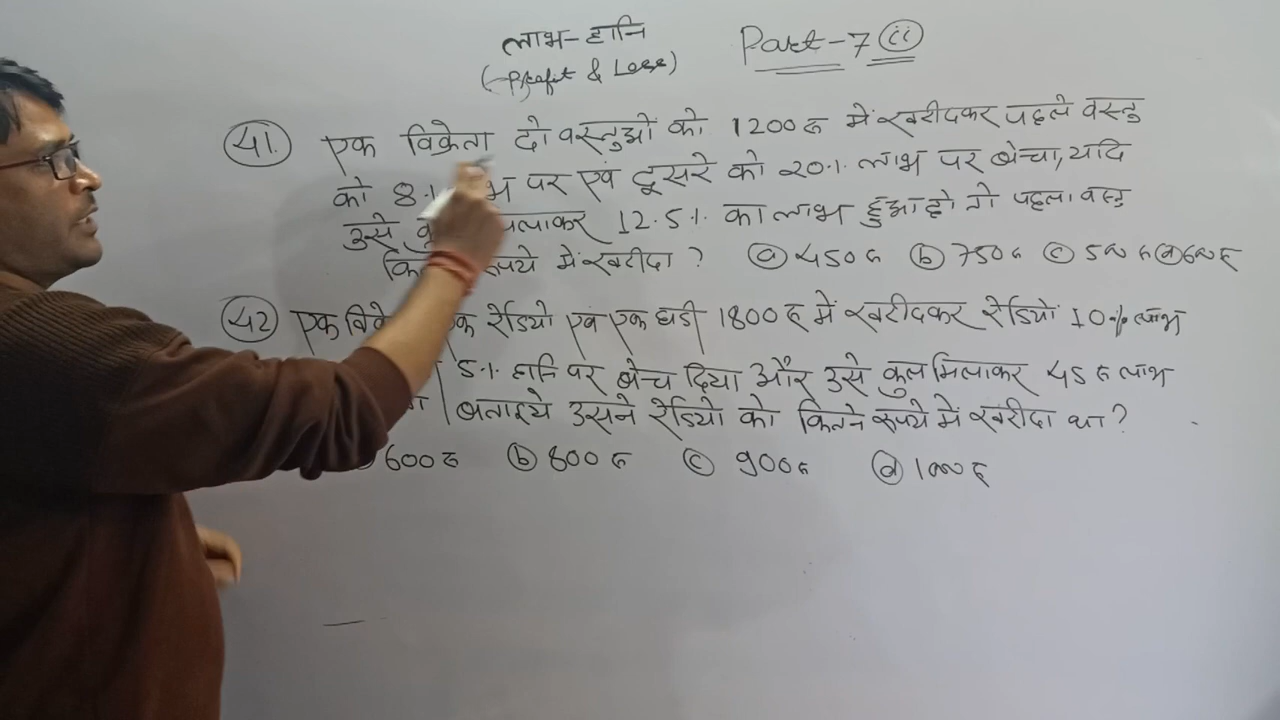 लाभ-हानि Part-7 (ii)
(Profit & Loss)
41. एक विक्रेता दो वस्तुओं को 1200रु में खरीदकर पहले वस्तु
को 8% पर एवं दूसरे को 20% लाभ पर बेचा, यदि
उसे 12.5% का लाभ हुआ हो तो पहला वस्तु
रूपये में खरीदा? (a) 450रु (b) 750रु (c) 500रु (d) 600रु
42 एक रेडियो एवं एक घड़ी 1800रु में खरीदकर रेडियों 10% लाभ
5% हानि पर बेच दिया और उसे कुल मिलाकर 45रु लाभ
बताइये उसने रेडियो को कितने रूपये में खरीदा था?
600रु (b) 800रु (c) 900रु (d) 1000रु